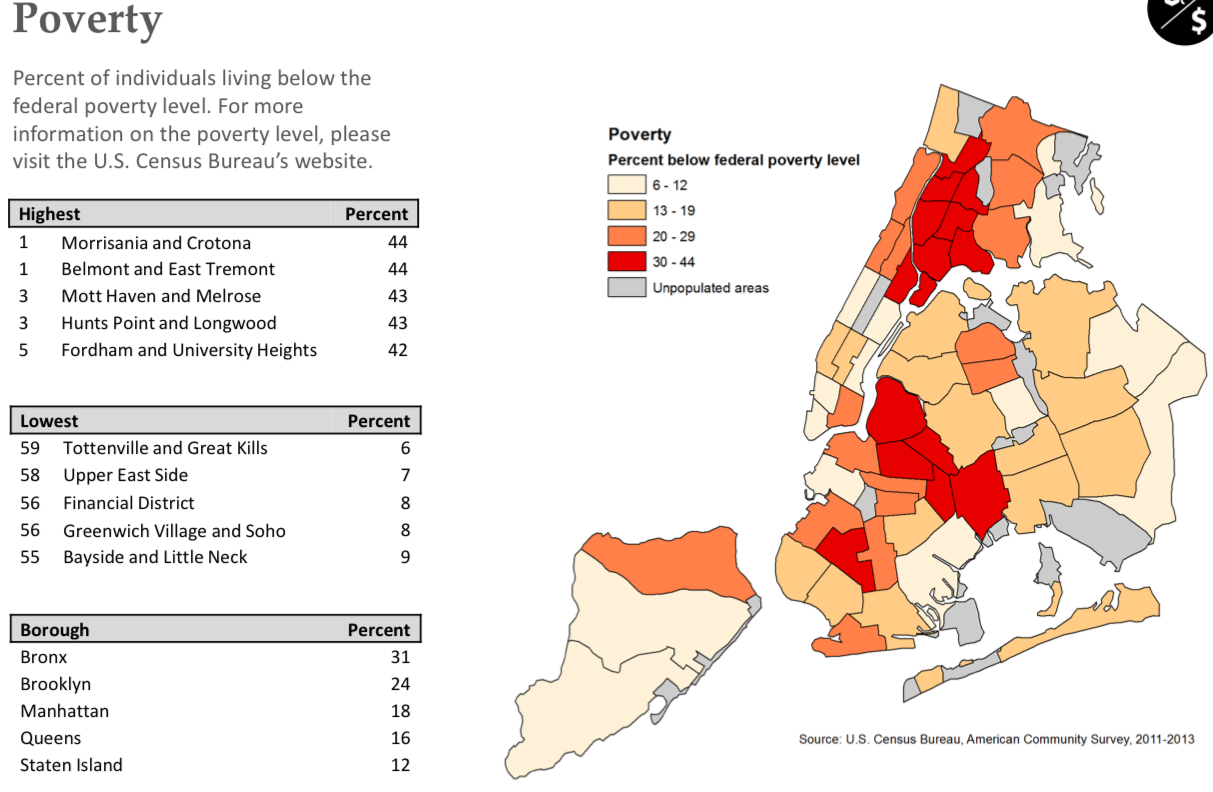 Poverty
Percent of individuals living below the
federal poverty level. For more
information on the poverty level, please
visit the U.S. Census Bureau's website.
Highest Percent
1 Morrisania and Crotona 44
1 Belmont and East Tremont 44
3 Mott Haven and Melrose 43
3 Hunts Point and Longwood 43
5 Fordham and University Heights 42
Lowest Percent
59 Tottenville and Great Kills 6
58 Upper East Side 7
56 Financial District 8
56 Greenwich Village and Soho 8
55 Bayside and Little Neck 9
Borough Percent
Bronx 31
Brooklyn 24
Manhattan 18
Queens 16
Staten Island 12
$
Poverty
Percent below federal poverty level
6 - 12
13 - 19
20 - 29
30 - 44
Unpopulated areas
Source: U.S. Census Bureau, American Community Survey, 2011-2013